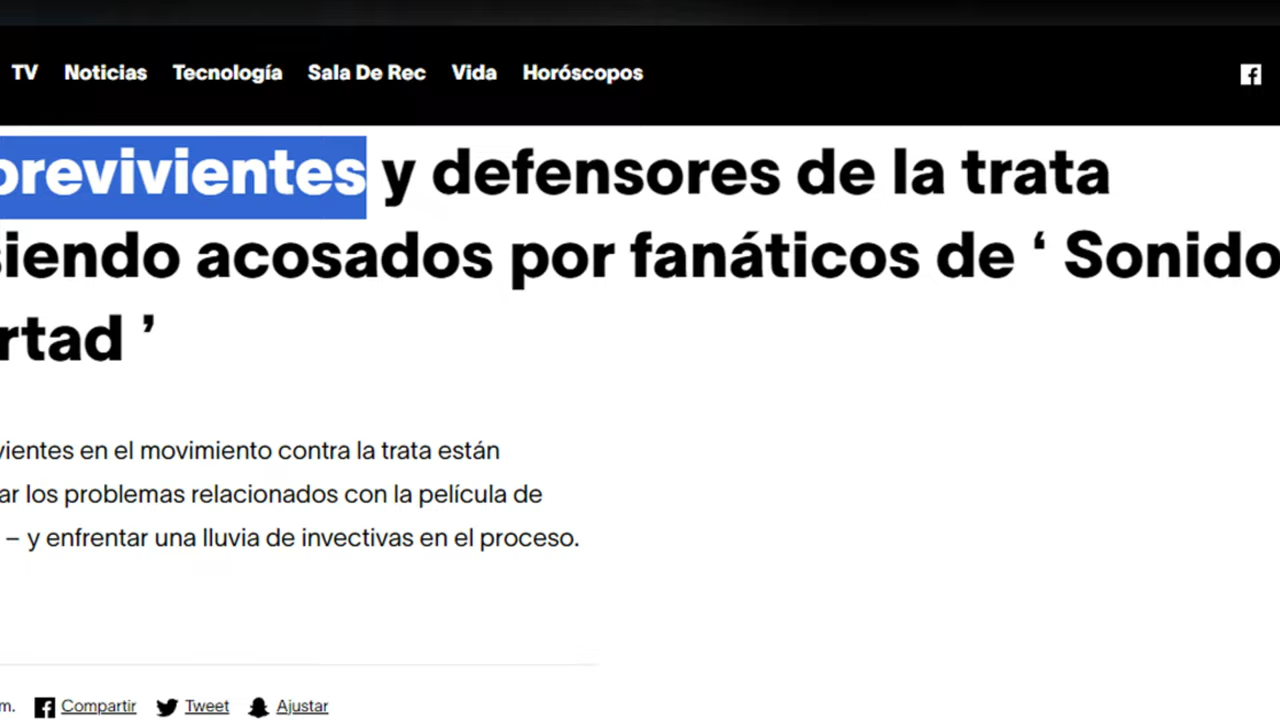 TV Noticias Tecnología Sala De Rec Vida Horóscopos
brevivientes y defensores de la trata
siendo acosados por fanáticos de ‘ Sonido
rtad ’
vientes en el movimiento contra la trata están
ar los problemas relacionados con la película de
– y enfrentar una lluvia de invectivas en el proceso.
m. Compartir Tweet Ajustar